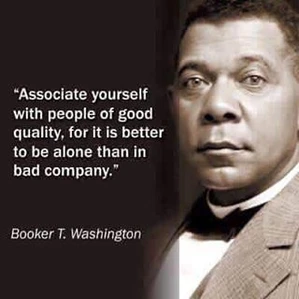 “Associate yourself
with people of good
quality, for it is better
to be alone than in
bad company.”
Booker T. Washington